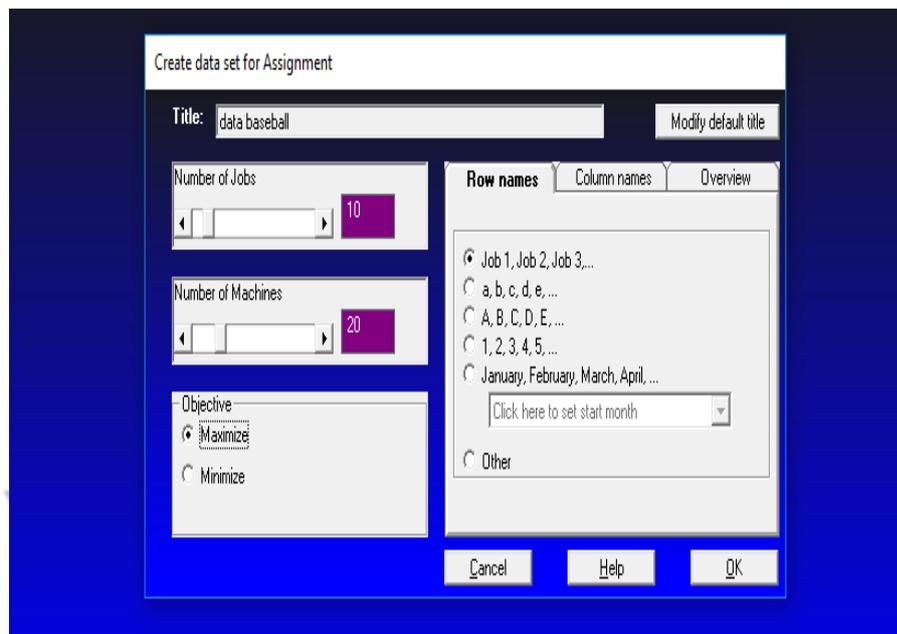 Create data set for Assignment
Title: data baseball
Modify default title
Number of Jobs
10
Number of Machines
20
Objective
Maximize
Minimize
Row names Column names Overview
Job 1, Job 2, Job 3,...
a, b, c, d, e, ...
A, B, C, D, E, ...
1, 2, 3, 4, 5, ...
January, February, March, April, ...
Click here to set start month
Other
Cancel Help OK